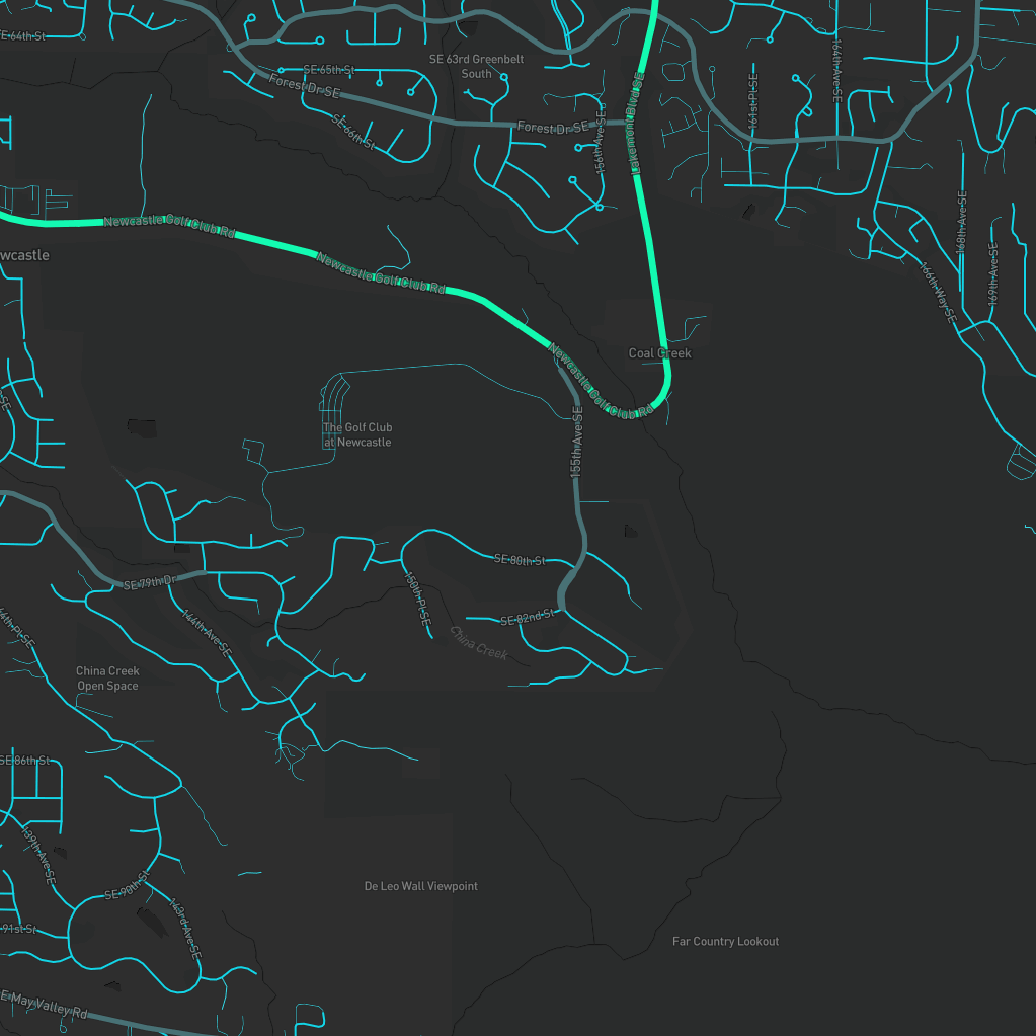 SE 64th St
SE 63rd Greenbelt
South
SE 65th St
Forest Dr SE
SE 66th St
Forest Dr SE
156th Ave SE
Lakemont Blvd SE
161st Pl SE
164th Ave SE
Newcastle Golf Club Rd
wcastle
Newcastle Golf Club Rd
168th Ave SE
169th Ave SE
166th Way SE
Coal Creek
Newcastle Golf Club Rd
The Golf Club
at Newcastle
155th Ave SE
SE 80th St
SE 79th Dr
150th Pl SE
SE 82nd St
144th Ave SE
44th Pl SE
China Creek
China Creek
Open Space
SE 86th St
139th Ave SE
SE 90th St
De Leo Wall Viewpoint
143rd Ave SE
91st St
Far Country Lookout
E May Valley Rd